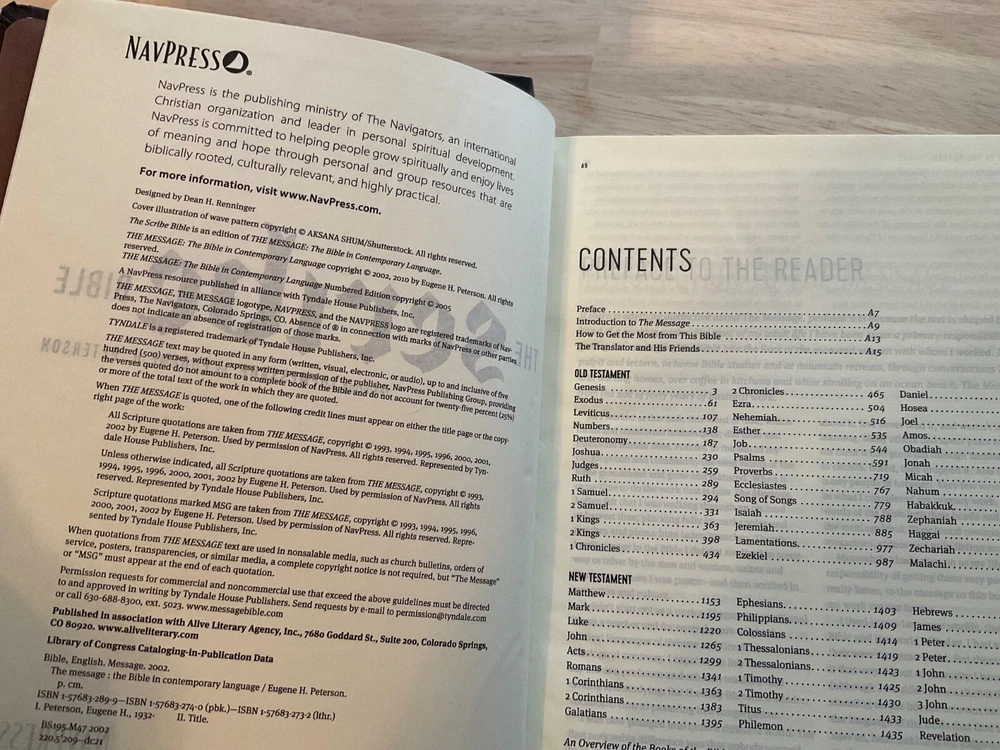 NAVPRESS
NavPress is the publishing ministry of The Navigators, an international
Christian organization and leader in personal spiritual development.
NavPress is committed to helping people grow spiritually and enjoy lives
of meaning and hope through personal and group resources that are
biblically rooted, culturally relevant, and highly practical.
For more information, visit www.NavPress.com.
Designed by Dean H. Renninger
Cover illustration of wave pattern copyright © AKSANA SHUM/Shutterstock. All rights reserved.
The Scribe Bible is an edition of THE MESSAGE: The Bible in Contemporary Language.
THE MESSAGE: The Bible in Contemporary Language copyright © 2002, 2010 by Eugene H. Peterson. All rights
reserved.
THE MESSAGE: The Bible in Contemporary Language Numbered Edition copyright © 2005
A NavPress resource published in alliance with Tyndale House Publishers, Inc.
THE MESSAGE, THE MESSAGE logotype, NAVPRESS, and the NAVPRESS logo are registered trademarks of Nav-
Press, The Navigators, Colorado Springs, CO. Absence of ® in connection with marks of NavPress or other parties
does not indicate an absence of registration of those marks.
TYNDALE is a registered trademark of Tyndale House Publishers, Inc.
THE MESSAGE text may be quoted in any form (written, visual, electronic, or audio), up to and inclusive of five
hundred (500) verses, without express written permission of the publisher, NavPress Publishing Group, providing
the verses quoted do not amount to a complete book of the Bible and do not account for twenty-five percent (25%)
or more of the total text of the work in which they are quoted.
When THE MESSAGE is quoted, one of the following credit lines must appear on either the title page or the copy-
right page of the work:
All Scripture quotations are taken from THE MESSAGE, copyright © 1993, 1994, 1995, 1996, 2000, 2001,
2002 by Eugene H. Peterson. Used by permission of NavPress. All rights reserved. Represented by Tyn-
dale House Publishers, Inc.
Unless otherwise indicated, all Scripture quotations are taken from THE MESSAGE, copyright © 1993,
1994, 1995, 1996, 2000, 2001, 2002 by Eugene H. Peterson. Used by permission of NavPress. All rights
reserved. Represented by Tyndale House Publishers, Inc.
Scripture quotations marked MSG are taken from THE MESSAGE, copyright © 1993, 1994, 1995, 1996,
2000, 2001, 2002 by Eugene H. Peterson. Used by permission of NavPress. All rights reserved. Repre-
sented by Tyndale House Publishers, Inc.
When quotations from THE MESSAGE text are used in nonsalable media, such as church bulletins, orders of
service, posters, transparencies, or similar media, a complete copyright notice is not required, but "The Message"
or "MSG" must appear at the end of each quotation.
Permission requests for commercial and noncommercial use that exceed the above guidelines must be directed
to and approved in writing by Tyndale House Publishers. Send requests by e-mail to permission@tyndale.com
or call 630-688-8300, ext. 5023. www.messagebible.com
Published in association with Alive Literary Agency, Inc., 7680 Goddard St., Suite 200, Colorado Springs,
CO 80920. www.aliveliterary.com
Library of Congress Cataloging-in-Publication Data
Bible, English. Message. 2002.
The message : the Bible in contemporary language / Eugene H. Peterson.
p. cm.
ISBN 1-57683-289-9—ISBN 1-57683-274-0 (pbk.)—ISBN 1-57683-273-2 (lthr.)
I. Peterson, Eugene H., 1932- II. Title.
BS195.M47 2002
220.5'209--dc21
A5
CONTENTS
Preface A7
Introduction to The Message A9
How to Get the Most from This Bible A13
The Translator and His Friends A15
OLD TESTAMENT
Genesis 3
Exodus 61
Leviticus 107
Numbers 138
Deuteronomy 187
Joshua 230
Judges 259
Ruth 289
1 Samuel 294
2 Samuel 331
1 Kings 363
2 Kings 398
1 Chronicles 434
2 Chronicles 465
Ezra 504
Nehemiah 516
Esther 535
Job 544
Psalms 591
Proverbs 719
Ecclesiastes 767
Song of Songs 779
Isaiah 788
Jeremiah 885
Lamentations 977
Ezekiel 987
Daniel
Hosea
Joel
Amos
Obadiah
Jonah
Micah
Nahum
Habakkuk
Zephaniah
Haggai
Zechariah
Malachi
NEW TESTAMENT
Matthew 1153
Mark 1195
Luke 1220
John 1265
Acts 1299
Romans 1341
1 Corinthians 1363
2 Corinthians 1383
Galatians 1395
Ephesians 1403
Philippians 1409
Colossians 1414
1 Thessalonians 1419
2 Thessalonians 1423
1 Timothy 1425
2 Timothy 1430
Titus 1433
Philemon 1435
Hebrews
James
1 Peter
2 Peter
1 John
2 John
3 John
Jude
Revelation
An Overview of the Books of the